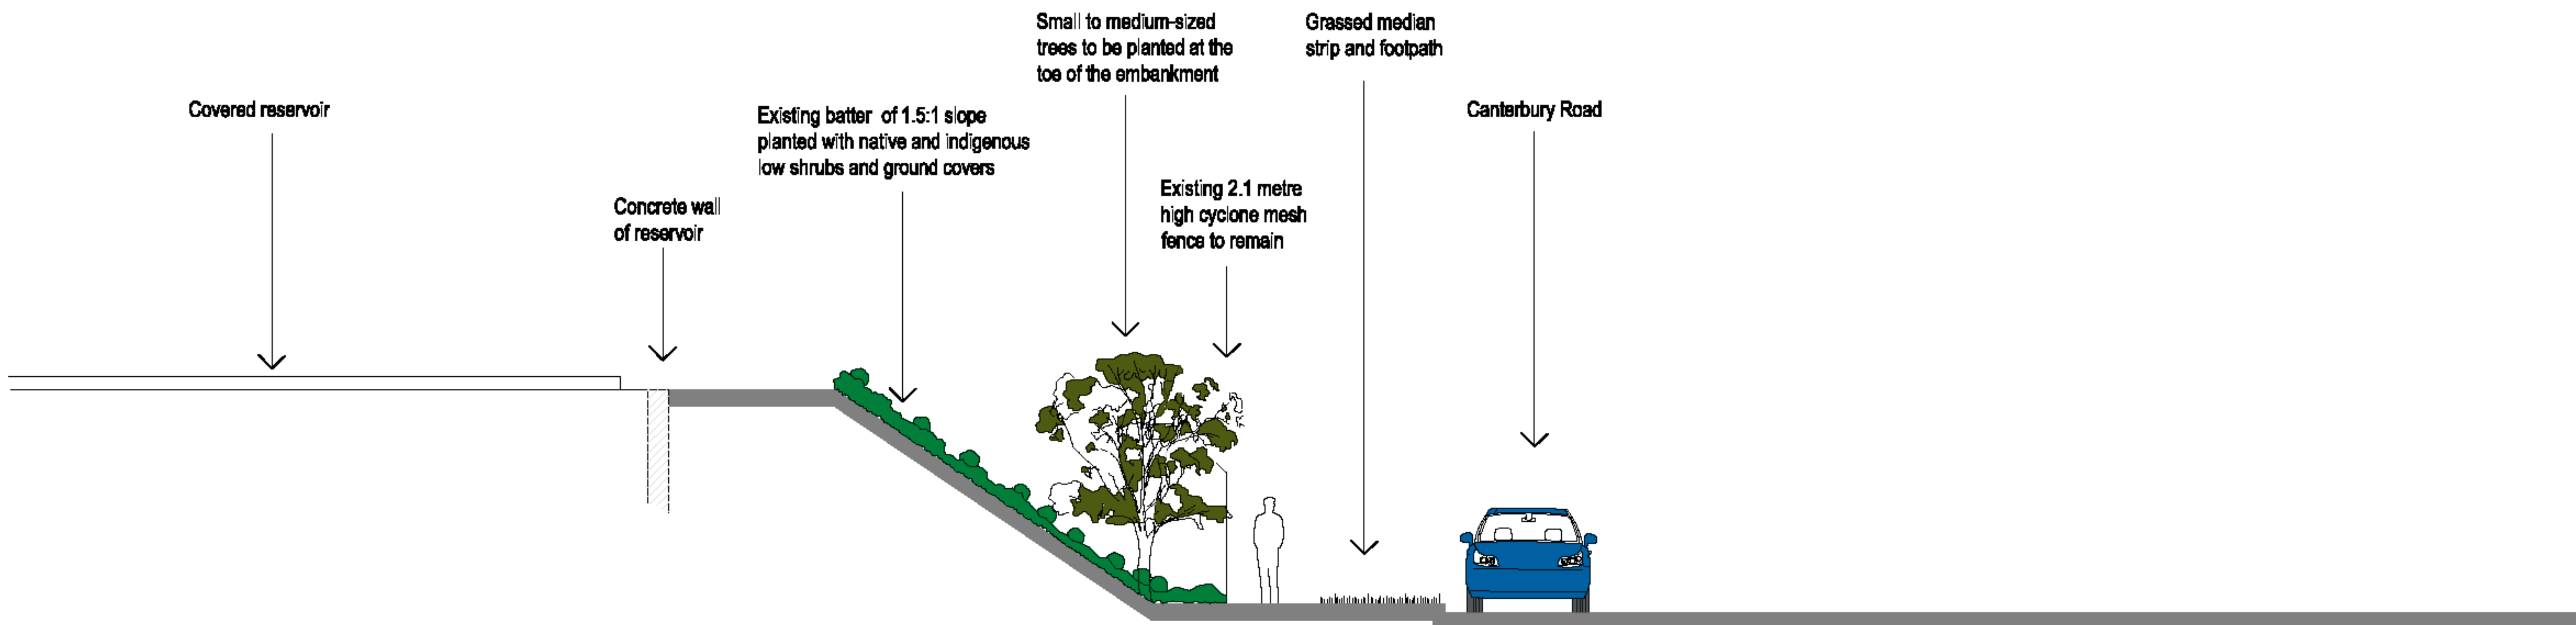 Covered reservoir
Concrete wall
of reservoir
Existing batter  of 1.5:1 slope
planted with native and indigenous
low shrubs and ground covers
Small to medium-sized
trees to be planted at the
toe of the embankment
Existing 2.1 metre
high cyclone mesh
fence to remain
Grassed median
strip and footpath
Canterbury Road